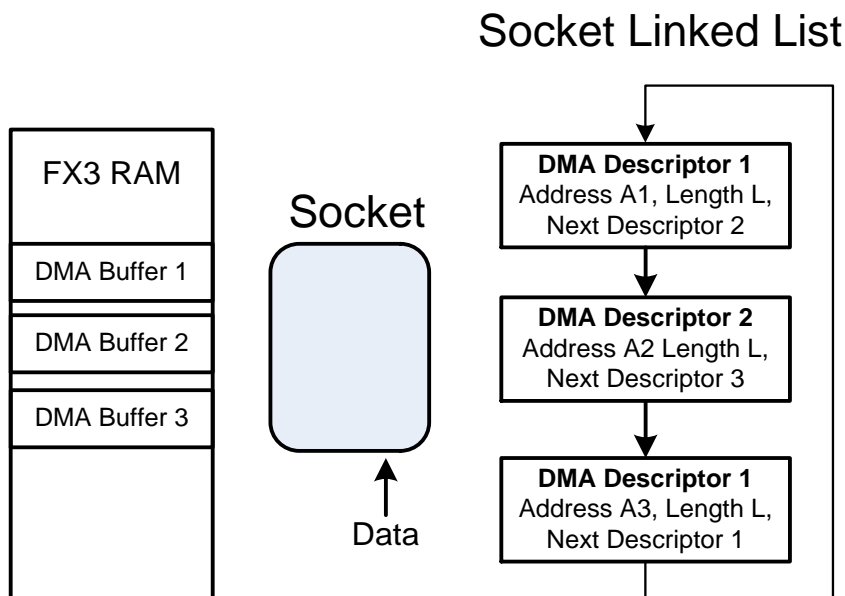 Socket Linked List
FX3 RAM
DMA Buffer 1
DMA Buffer 2
DMA Buffer 3
Socket
Data
DMA Descriptor 1
Address A1, Length L,
Next Descriptor 2
DMA Descriptor 2
Address A2 Length L,
Next Descriptor 3
DMA Descriptor 1
Address A3, Length L,
Next Descriptor 1